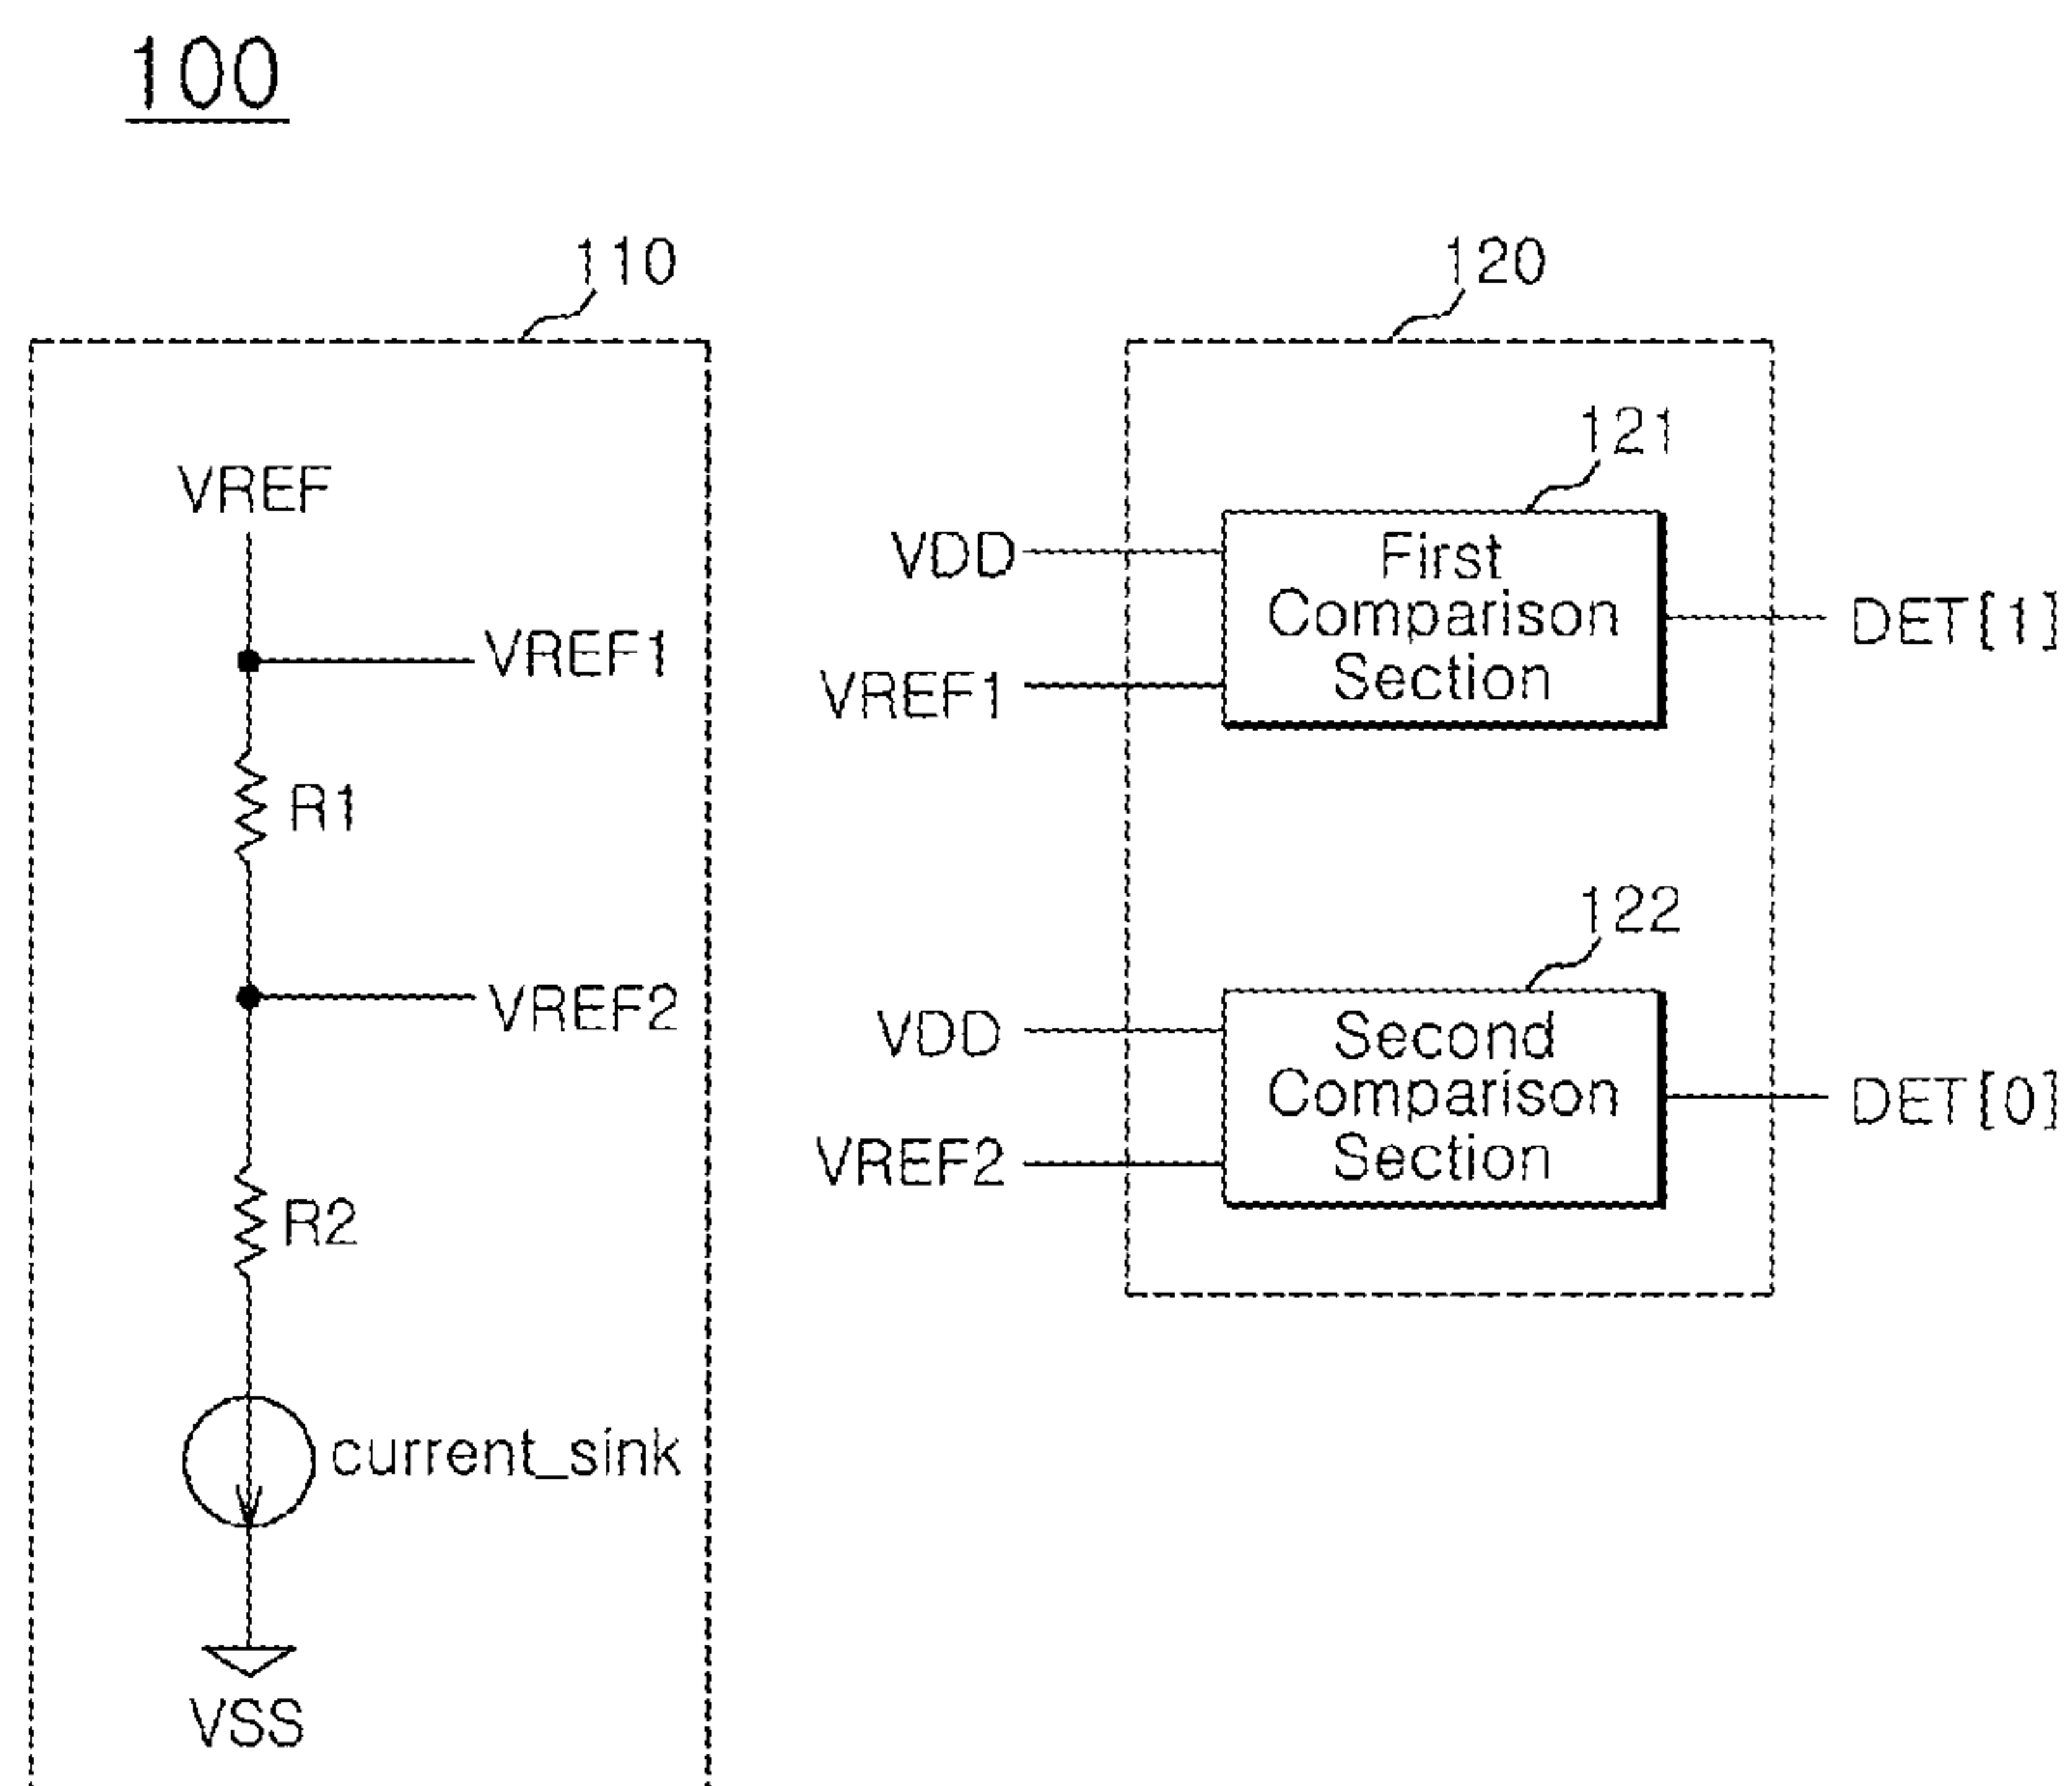 100
110
VREF
VREF1
R1
VREF2
R2
current_sink
VSS
120
121
VDD
VREF1
First
Comparison
Section
DET[1]
122
VDD
VREF2
Second
Comparison
Section
DET[0]